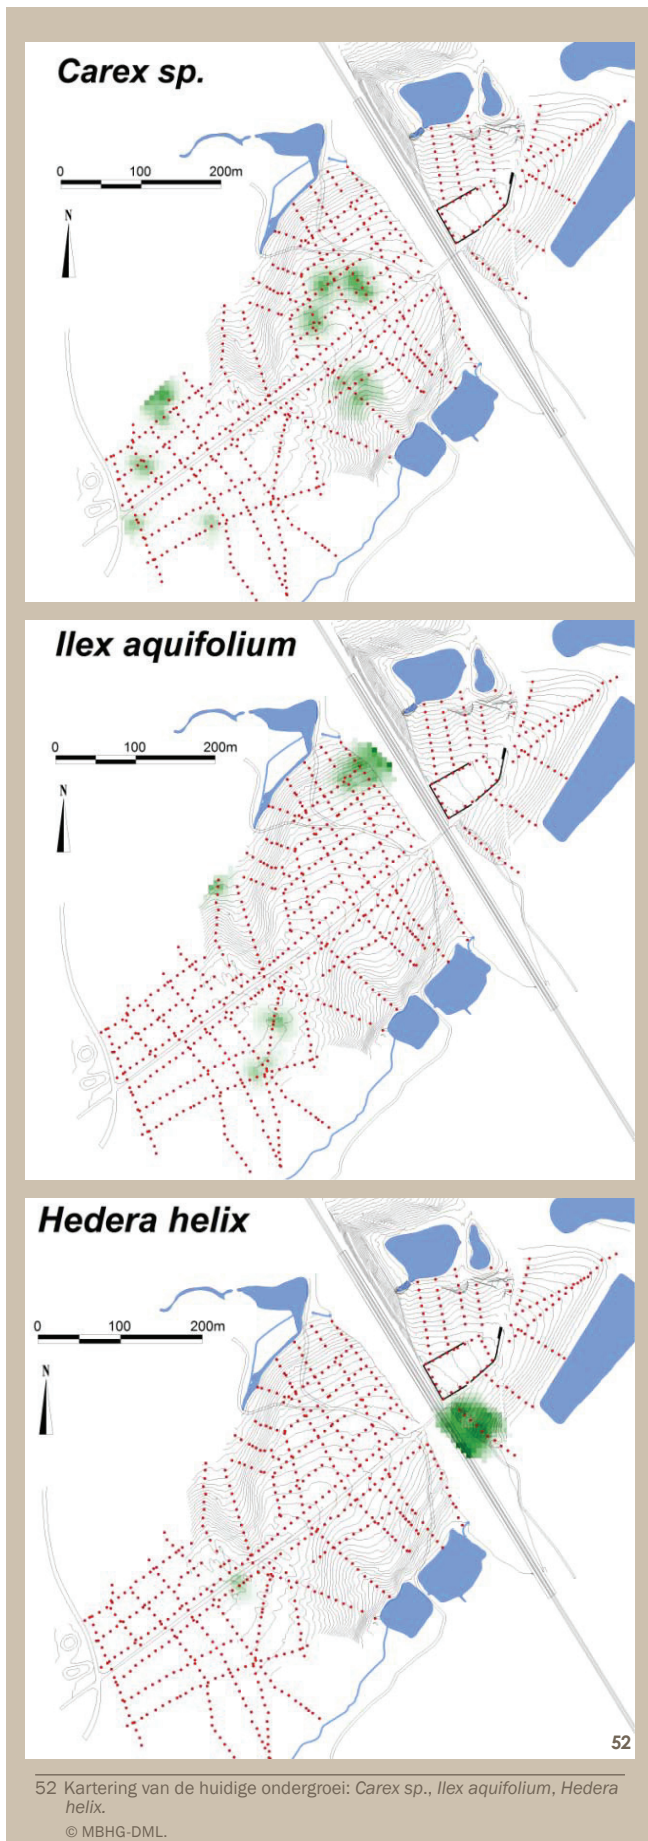 Carex sp.
0 100 200m
N
Ilex aquifolium
0 100 200m
N
Hedera helix
0 100 200m
N
52
52 Kartering van de huidige ondergroei: Carex sp., Ilex aquifolium, Hedera
helix.
© MBHG-DML.